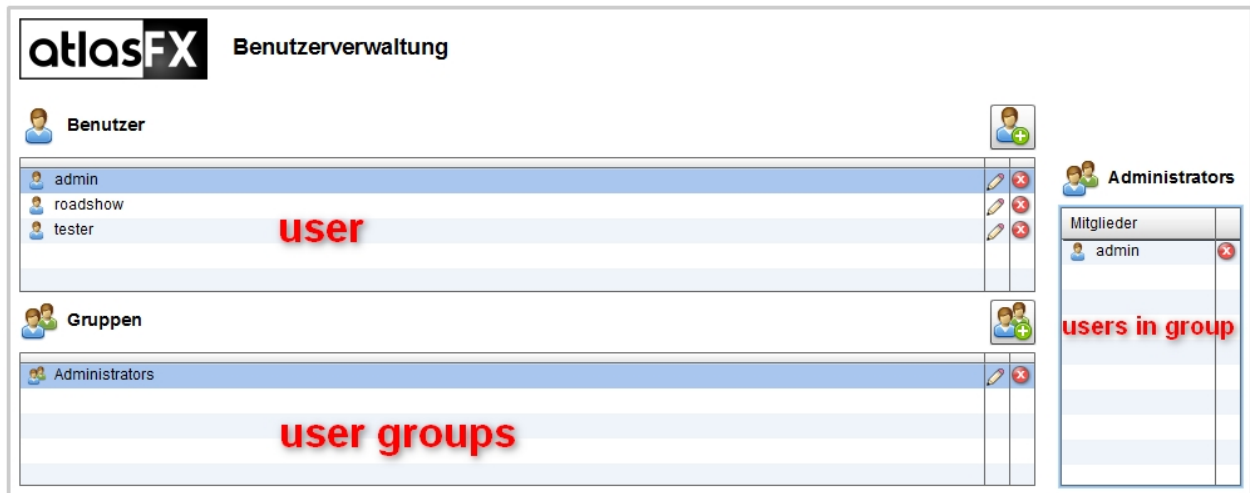 atlasFX Benutzerverwaltung
Benutzer
admin
roadshow
tester
user
Gruppen
Administrators
user groups
Administrators
Mitglieder
admin
users in group